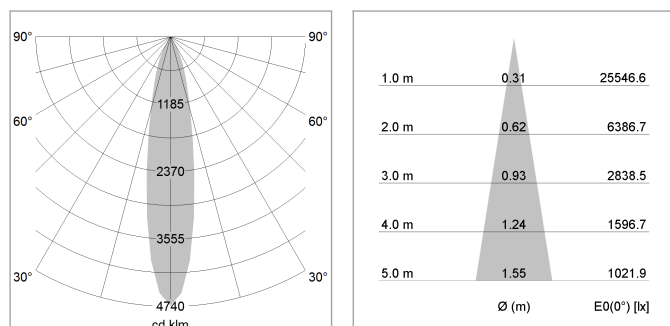 90° 90°
1185
60° 60°
2370
3555
30° 30°
4740
cd klm
1.0 m 0.31 25546.6
2.0 m 0.62 6386.7
3.0 m 0.93 2838.5
4.0 m 1.24 1596.7
5.0 m 1.55 1021.9
Ø (m) E0(0°) [lx]